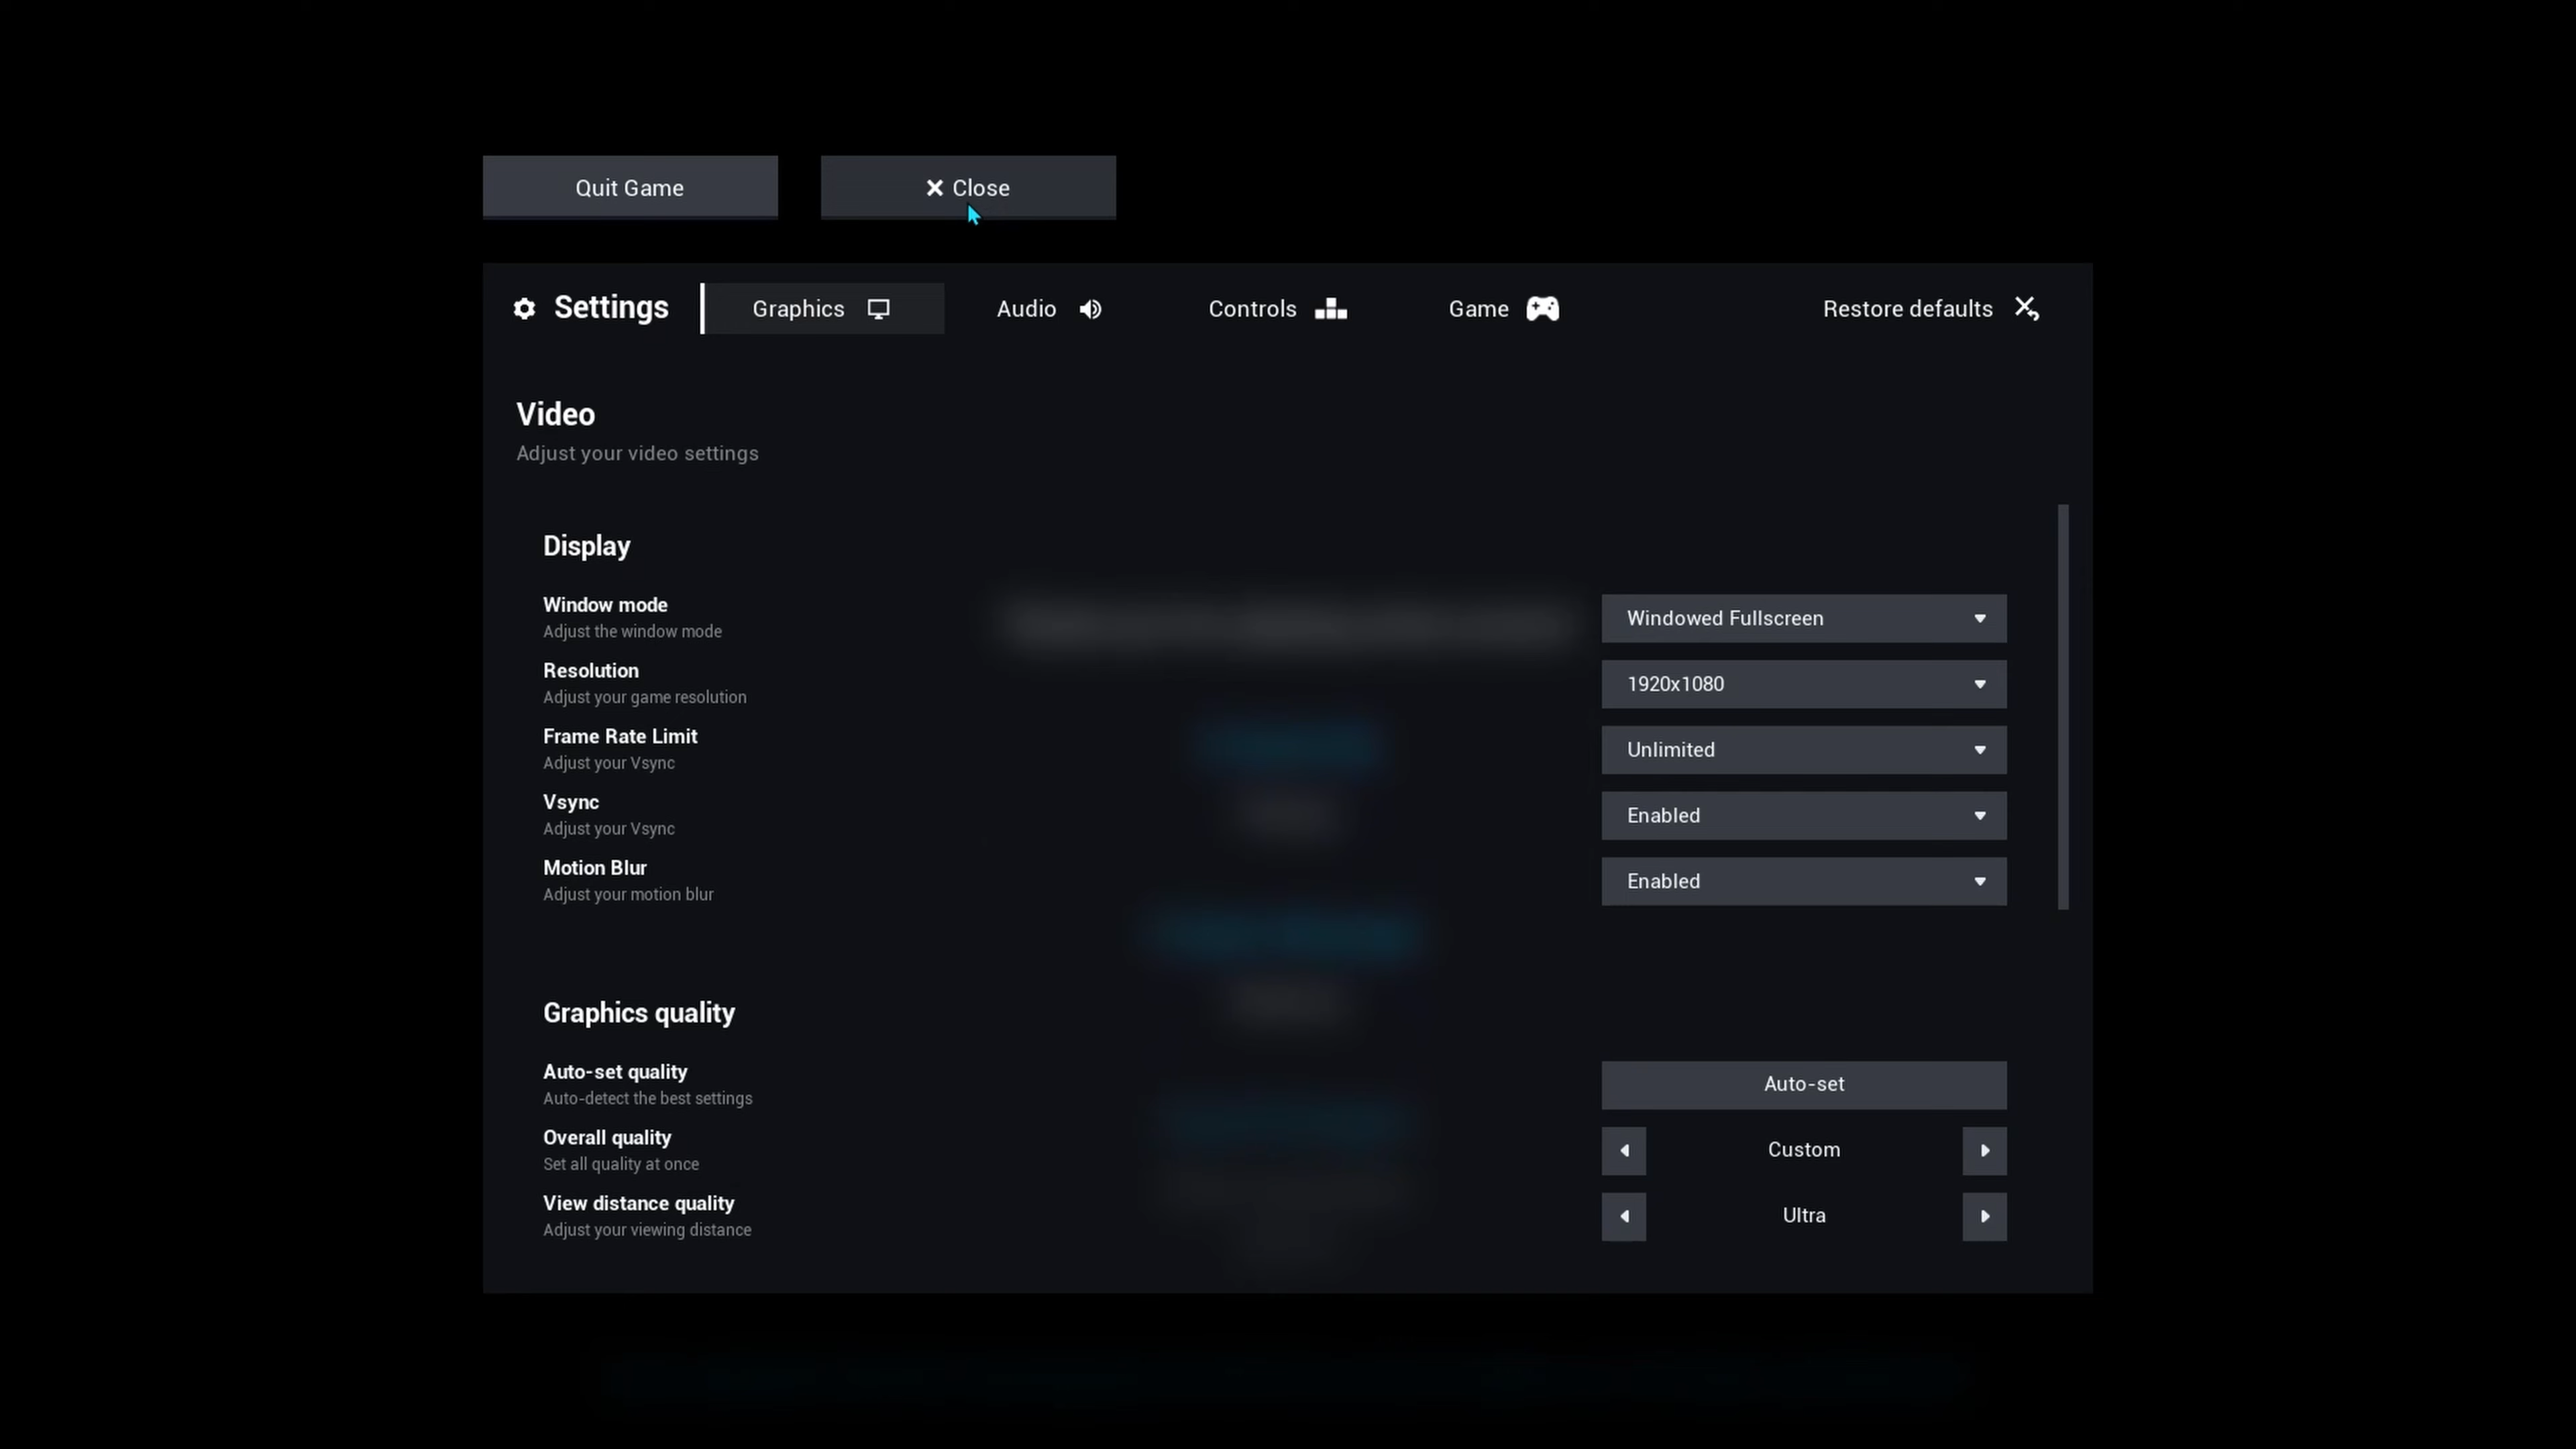 Quit Game
Close
Settings
Graphics
Audio
Controls
Game
Restore defaults
Video
Adjust your video settings
Display
Window mode
Adjust the window mode
Windowed Fullscreen
Resolution
Adjust your game resolution
1920x1080
Frame Rate Limit
Adjust your Vsync
Unlimited
Vsync
Adjust your Vsync
Enabled
Motion Blur
Adjust your motion blur
Enabled
Graphics quality
Auto-set quality
Auto-detect the best settings
Auto-set
Overall quality
Set all quality at once
Custom
View distance quality
Adjust your viewing distance
Ultra